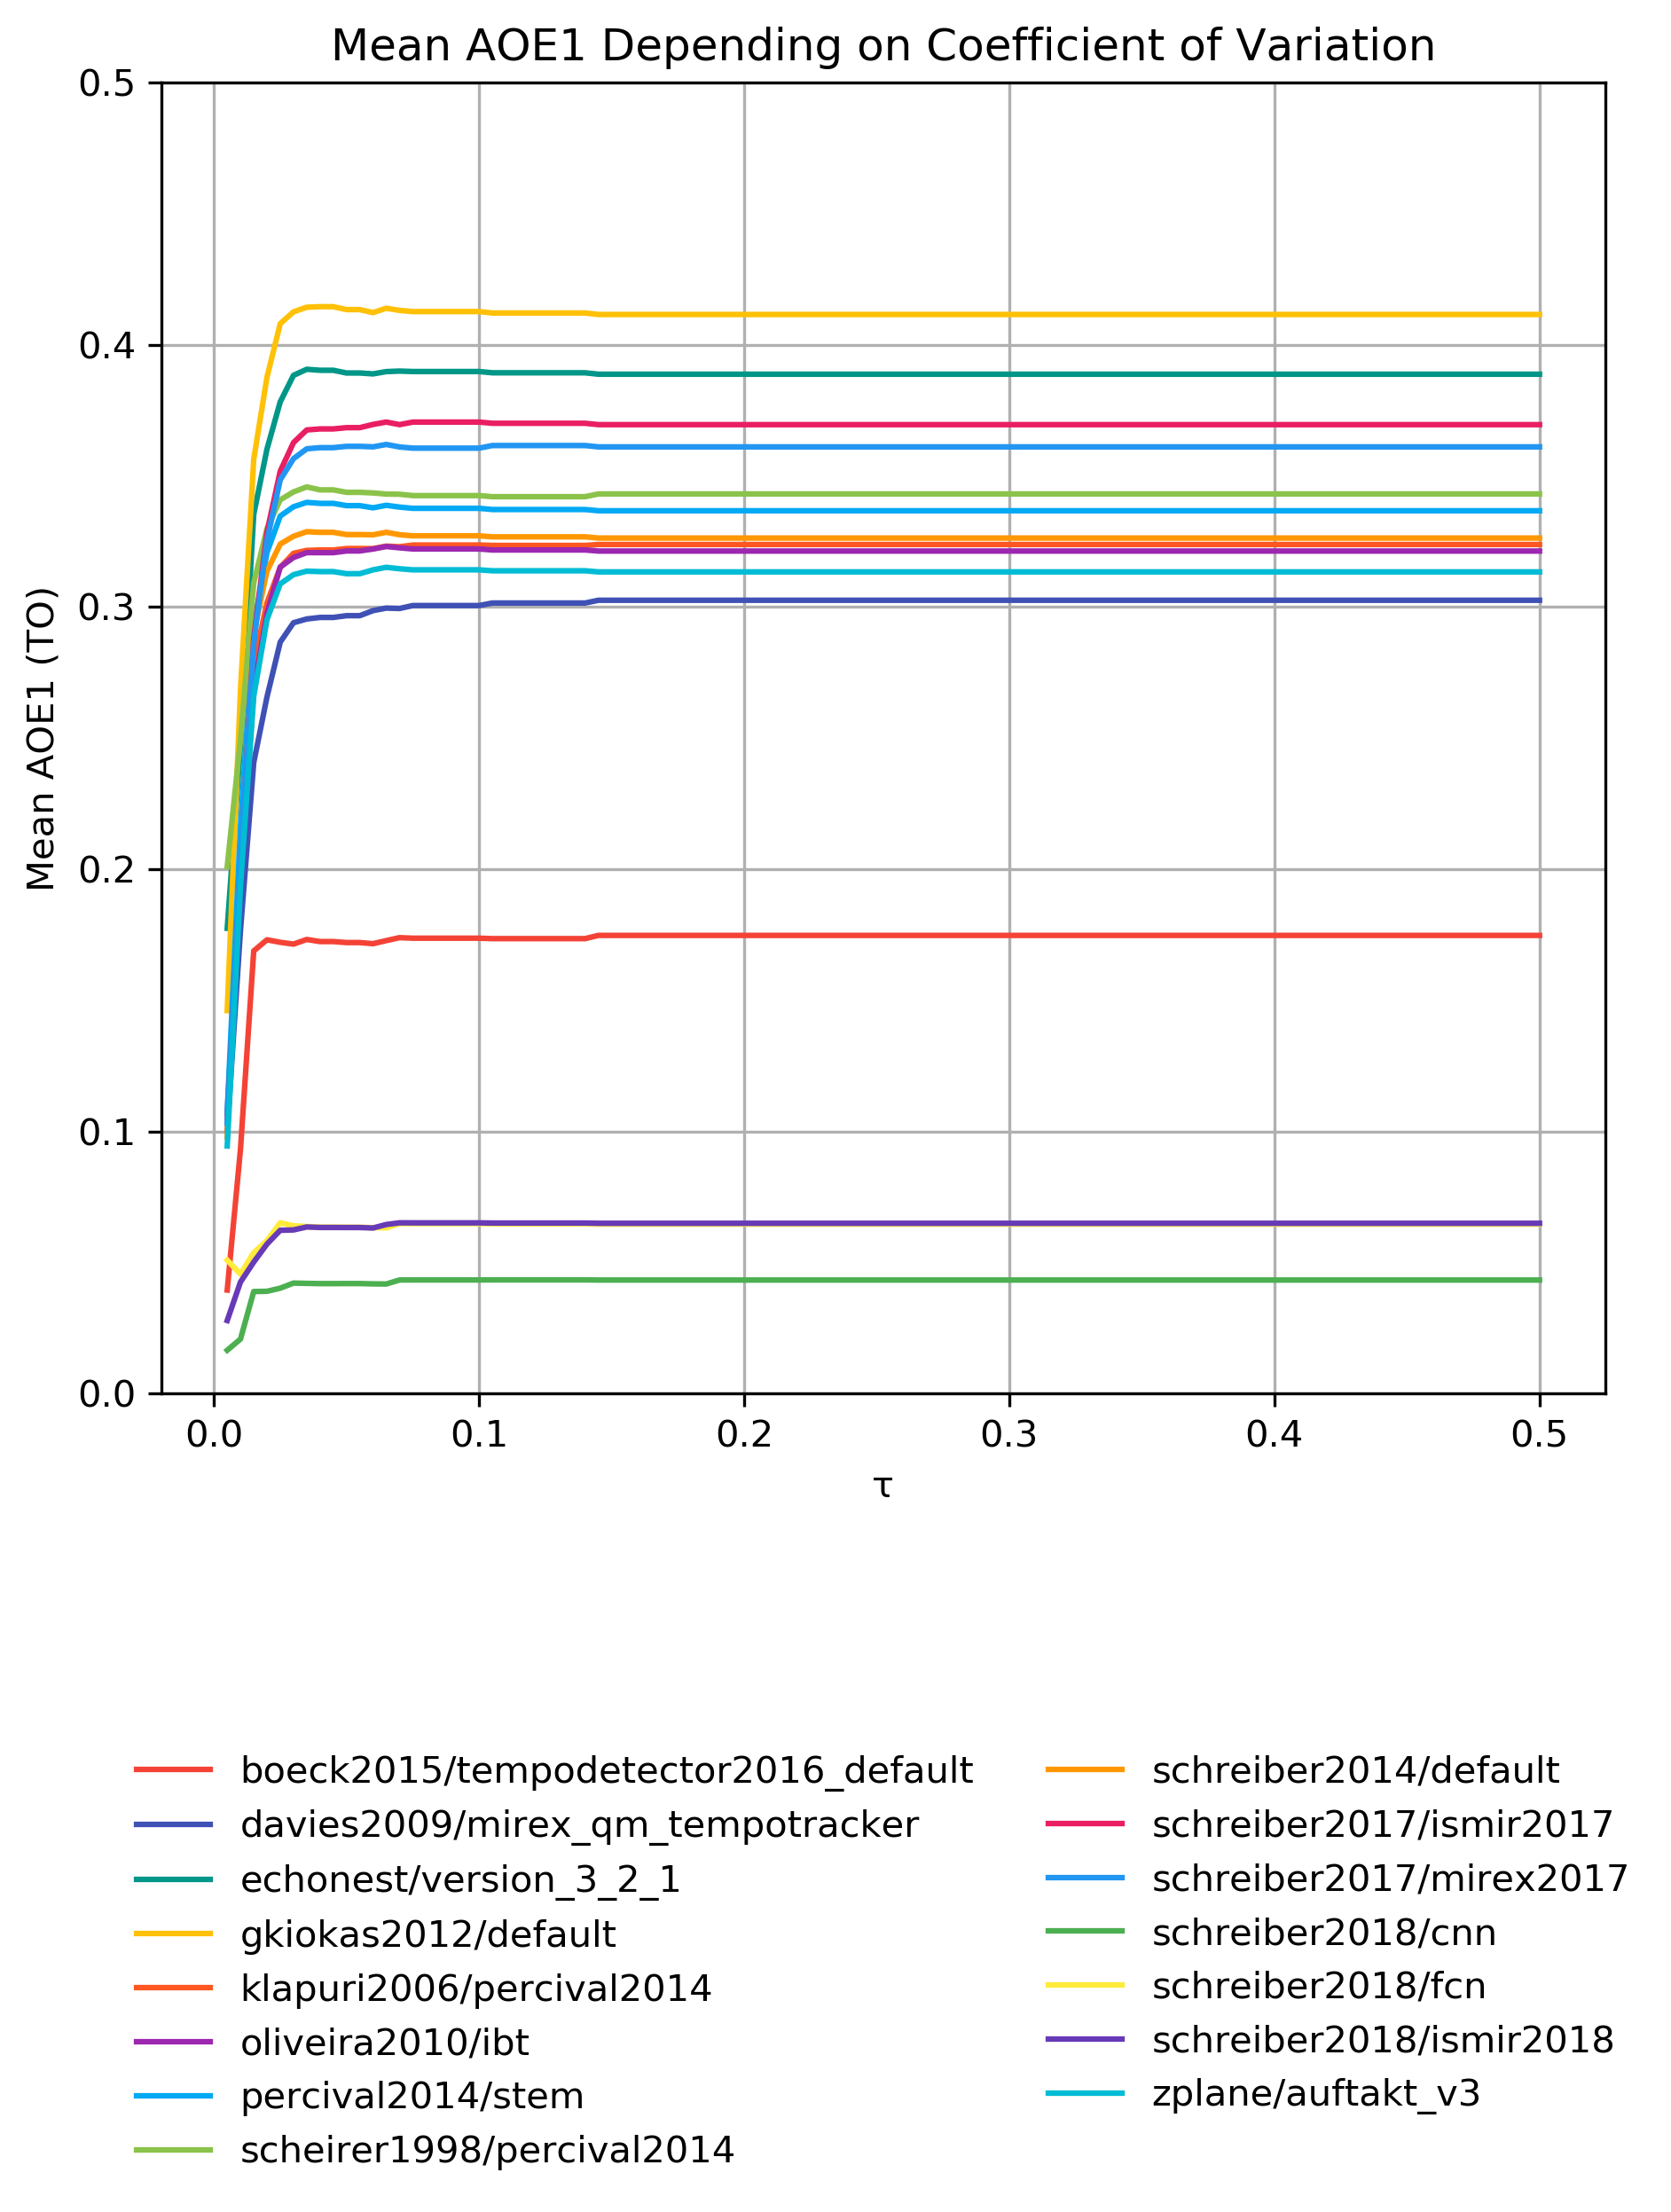 Mean AOE1 Depending on Coefficient of Variation
0.5
0.4
0.3
0.2
0.1
0.0
Mean AOE1 (TO)
0.0 0.1 0.2 0.3 0.4 0.5
τ
boeck2015/tempodetector2016_default
davies2009/mirex_qm_tempotracker
echonest/version_3_2_1
gkiokas2012/default
klapuri2006/percival2014
oliveira2010/ibt
percival2014/stem
scheirer1998/percival2014
schreiber2014/default
schreiber2017/ismir2017
schreiber2017/mirex2017
schreiber2018/cnn
schreiber2018/fcn
schreiber2018/ismir2018
zplane/auftakt_v3